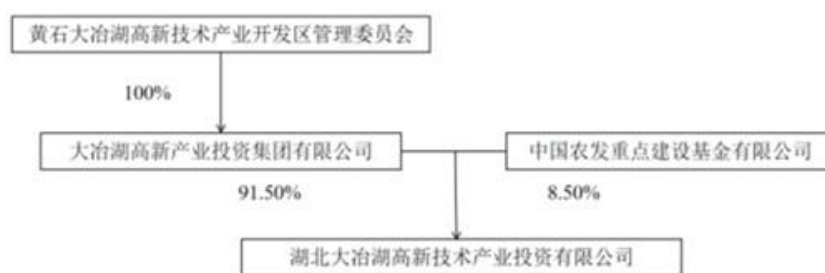 黄石大冶湖高新技术产业开发区管理委员会
100%
大冶湖高新产业投资集团有限公司
中国农发重点建设基金有限公司
91.50%
8.50%
湖北大冶湖高新技术产业投资有限公司